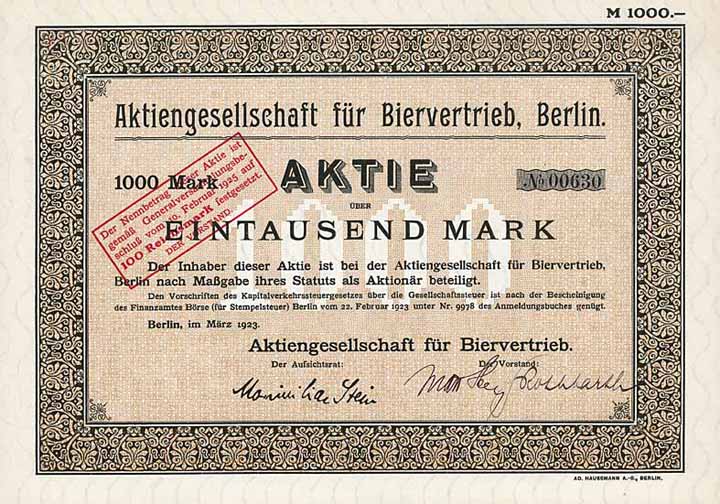 M 1000.—
Aktiengesellschaft für Biervertrieb, Berlin.
1000 Mark.
AKTIE
№ 00630
ÜBER
1000
EINTAUSEND MARK
Der Nennbetrag dieser Aktie ist
gemäß Generalversammlungsbe-
schluß vom 10. Februar 1925 auf
100 Reichsmark festgesetzt.
DER VORSTAND.
Der Inhaber dieser Aktie ist bei der Aktiengesellschaft für Biervertrieb,
Berlin nach Maßgabe ihres Statuts als Aktionär beteiligt.
Den Vorschriften des Kapitalverkehrssteuergesetzes über die Gesellschaftssteuer ist nach der Bescheinigung
des Finanzamtes Börse (für Stempelsteuer) Berlin vom 22. Februar 1923 unter Nr. 9978 des Anmeldungsbuches genügt.
Berlin, im März 1923.
Aktiengesellschaft für Biervertrieb.
Der Aufsichtsrat:
Der Vorstand:
Maximilian Stein
AD. HAUSSMANN A.-G., BERLIN.